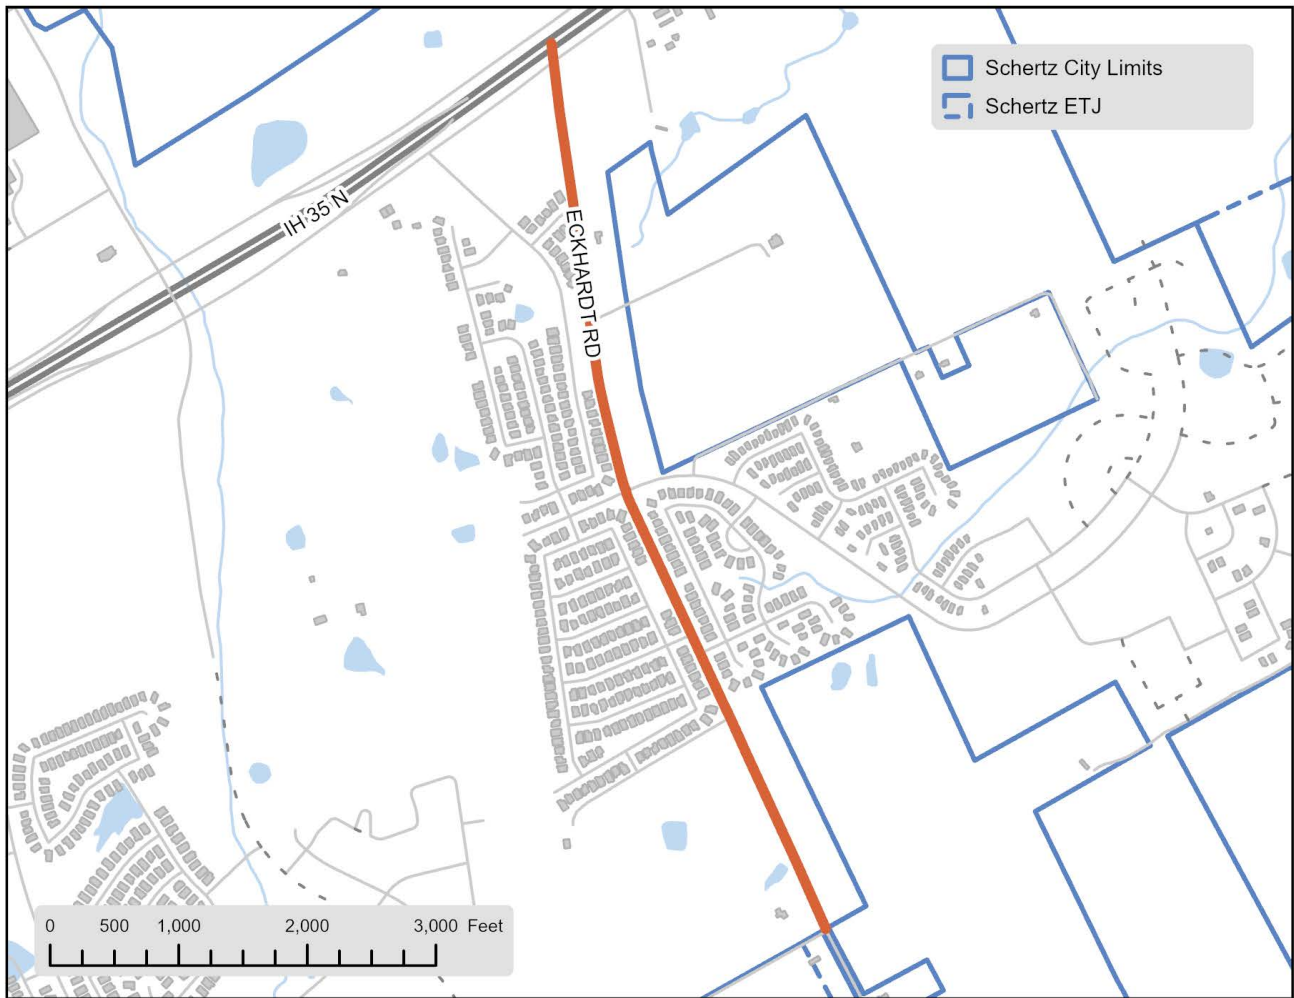 Schertz City Limits
Schertz ETJ
IH 35 N
ECKHARDT RD
0 500 1,000 2,000 3,000 Feet